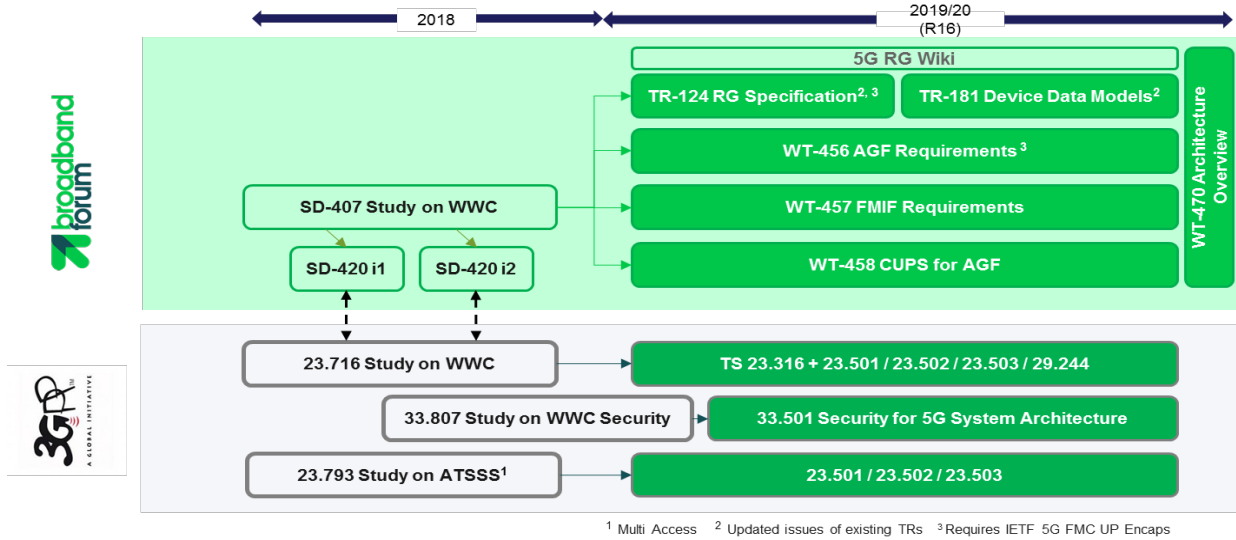 2018
2019/20
(R16)
broadband
forum
5G RG Wiki
TR-124 RG Specification2, 3
TR-181 Device Data Models2
WT-456 AGF Requirements 3
SD-407 Study on WWC
WT-457 FMIF Requirements
SD-420 i1
SD-420 i2
WT-458 CUPS for AGF
WT-470 Architecture
Overview
3GPP TM
A GLOBAL INITIATIVE
23.716 Study on WWC
TS 23.316 + 23.501 / 23.502 / 23.503 / 29.244
33.807 Study on WWC Security
33.501 Security for 5G System Architecture
23.793 Study on ATSSS1
23.501 / 23.502 / 23.503
1 Multi Access 2 Updated issues of existing TRs 3 Requires IETF 5G FMC UP Encaps